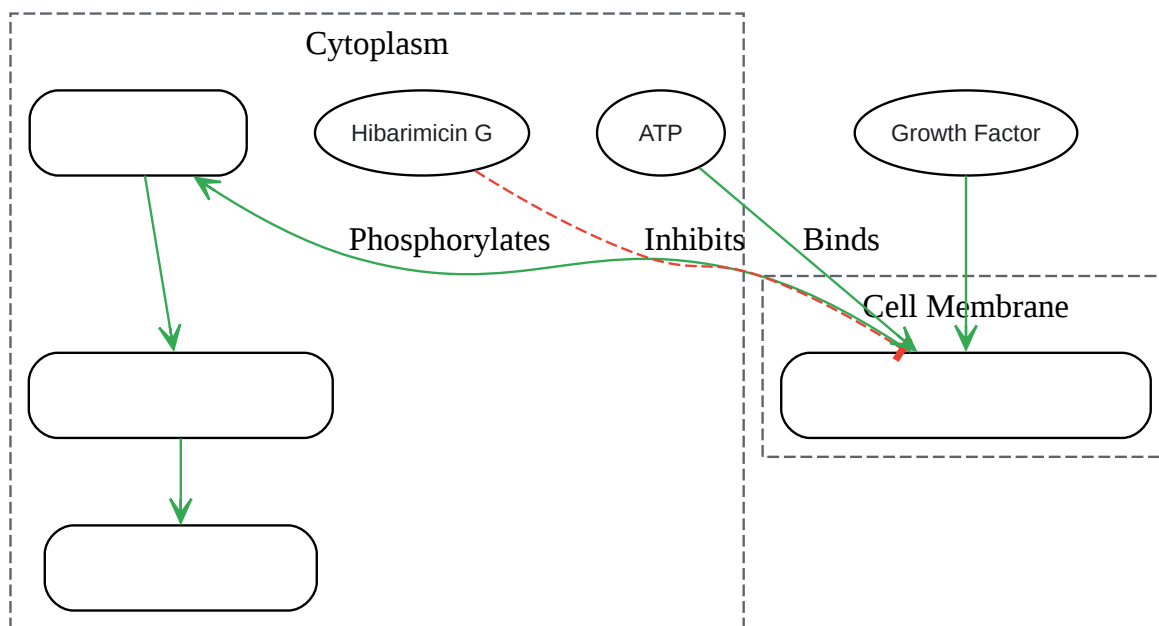 Cytoplasm
Hibarimicin G
ATP
Growth Factor
Phosphorylates
Inhibits
Binds
Cell Membrane